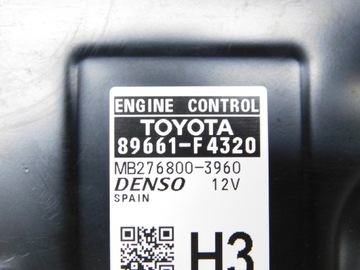 ENGINE CONTROL
TOYOTA
89661-F4320
MB276800-3960
DENSO 12V
SPAIN
H3